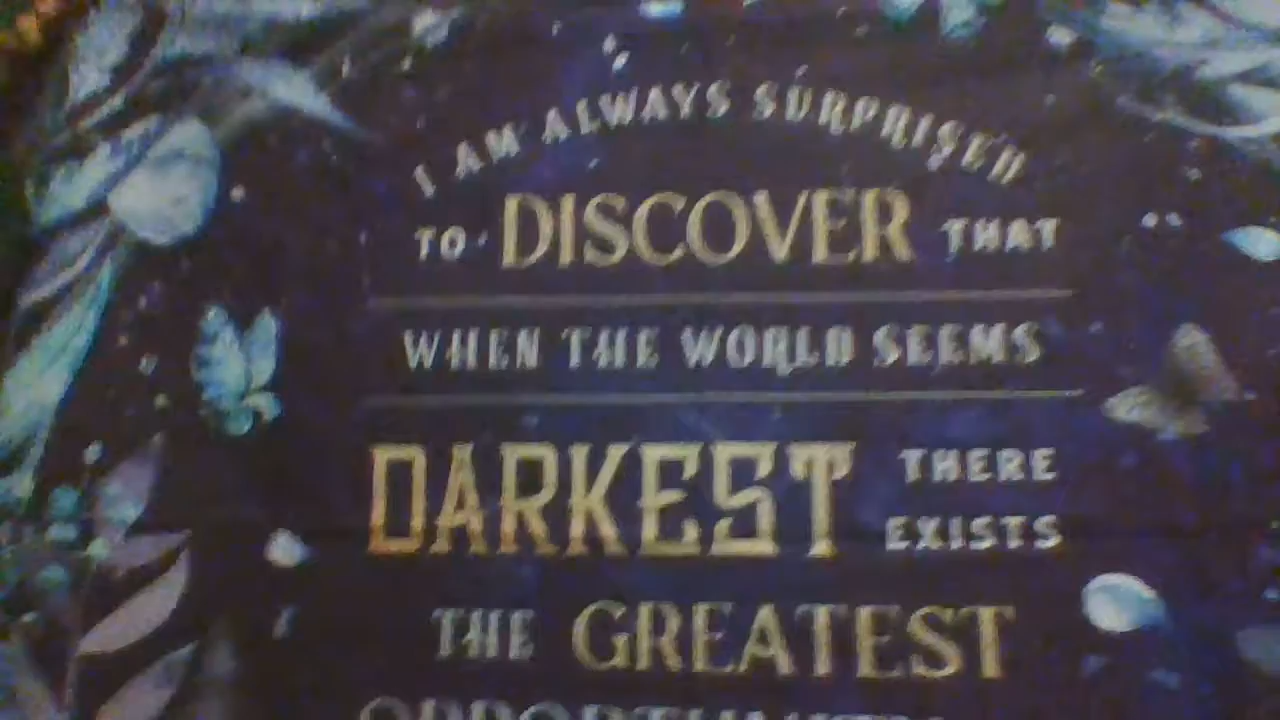 I AM ALWAYS SURPRISED
TO DISCOVER THAT
WHEN THE WORLD SEEMS
DARKEST THERE
EXISTS
THE GREATEST